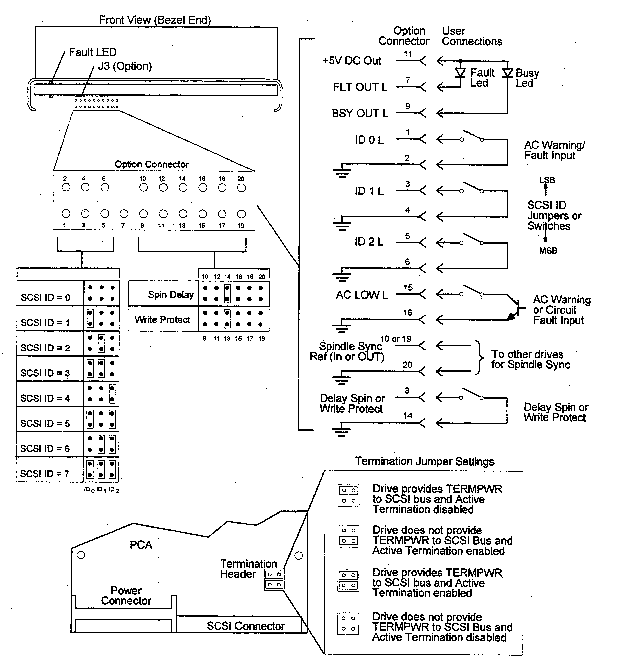 Front View (Bezel End)
Fault LED
J3 (Option)
Option Connector
2 4 6 10 12 14 16 18 20
1 3 5 7 9 11 13 15 17 19
10 12 14 16 18 20
Spin Delay
Write Protect
9 11 13 15 17 19
SCSI ID = 0
SCSI ID = 1
SCSI ID = 2
SCSI ID = 3
SCSI ID = 4
SCSI ID = 5
SCSI ID = 6
SCSI ID = 7
ID0 ID1 ID2
Option Connector
User Connections
+5V DC Out 11
FLT OUT L 7
Fault Led
Busy Led
BSY OUT L 9
ID 0 L 1
2
AC Warning/
Fault Input
ID 1 L 3
4
LSB
SCSI ID
Jumpers or
Switches
MSB
ID 2 L 5
6
AC LOW L 15
16
AC Warning
or Circuit
Fault Input
Spindle Sync 10 or 19
Ref (In or OUT)
20
To other drives
for Spindle Sync
Delay Spin or
Write Protect
14
Delay Spin or
Write Protect
Termination Jumper Settings
Drive provides TERMPWR
to SCSI bus and Active
Termination disabled
Drive does not provide
TERMPWR to SCSI Bus and
Active Termination enabled
Drive provides TERMPWR
to SCSI bus and Active
Termination enabled
Drive does not provide
TERMPWR to SCSI Bus and
Active Termination disabled
PCA
Termination
Header
Power
Connector
SCSI Connector